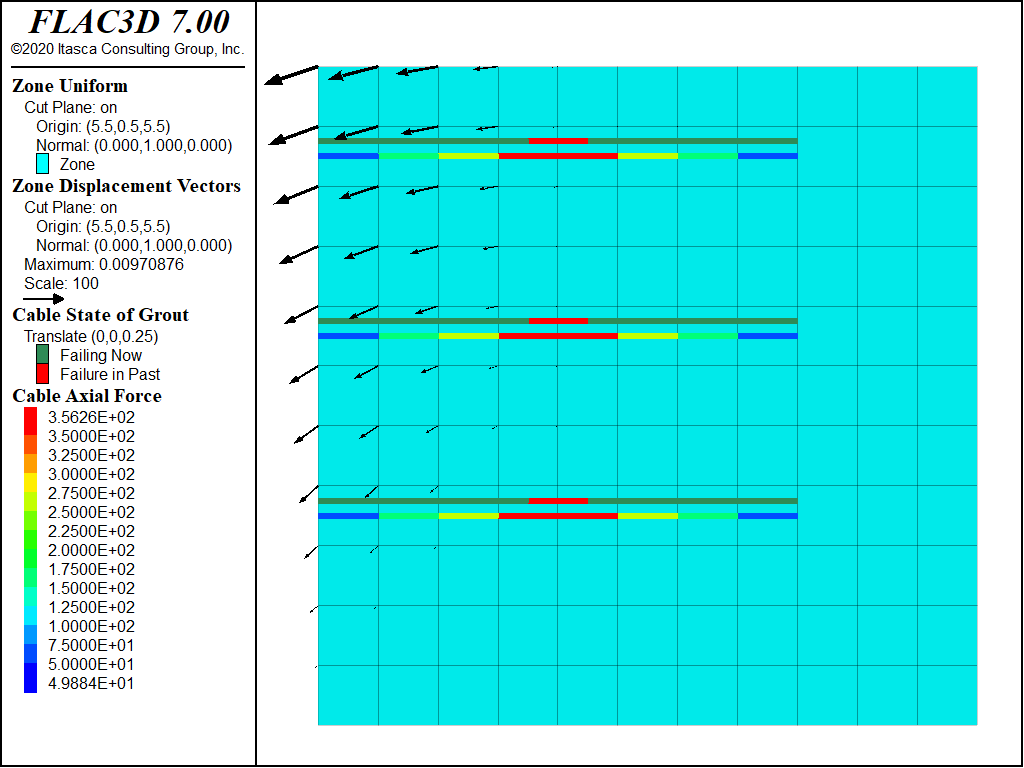 FLAC3D 7.00
©2020 Itasca Consulting Group, Inc.
Zone Uniform
Cut Plane: on
Origin: (5.5,0.5,5.5)
Normal: (0.000,1.000,0.000)
Zone
Zone Displacement Vectors
Cut Plane: on
Origin: (5.5,0.5,5.5)
Normal: (0.000,1.000,0.000)
Maximum: 0.00970876
Scale: 100
Cable State of Grout
Translate (0,0,0.25)
Failing Now
Failure in Past
Cable Axial Force
3.5626E+02
3.5000E+02
3.2500E+02
3.0000E+02
2.7500E+02
2.5000E+02
2.2500E+02
2.0000E+02
1.7500E+02
1.5000E+02
1.2500E+02
1.0000E+02
7.5000E+01
5.0000E+01
4.9884E+01